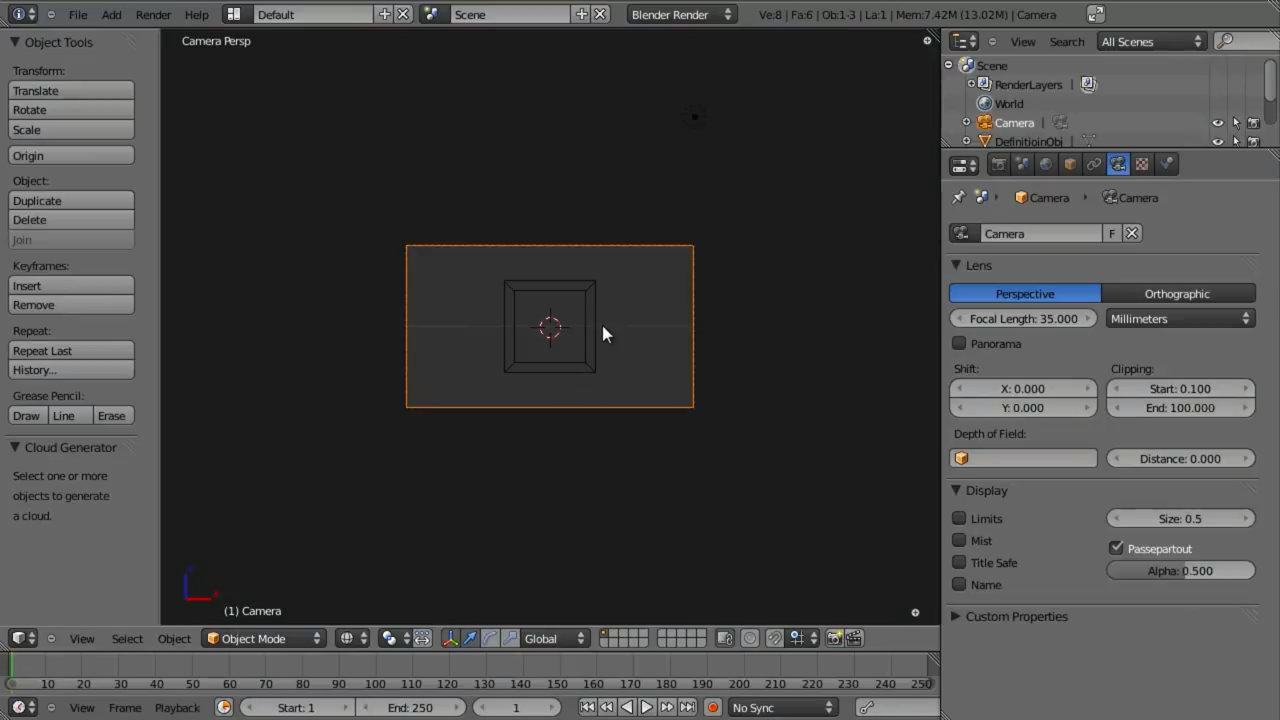 File Add Render Help Default Scene Blender Render Ve:8 | Fa:6 | Ob:1-3 | La:1 | Mem:7.42M (13.02M) | Camera
Object Tools
Transform:
Translate
Rotate
Scale
Origin
Object:
Duplicate
Delete
Join
Keyframes:
Insert
Remove
Repeat:
Repeat Last
History...
Grease Pencil:
Draw Line Erase
Cloud Generator
Select one or more
objects to generate
a cloud.
Camera Persp
(1) Camera
View Search All Scenes
Scene
RenderLayers |
World
Camera |
DefinitioinObj |
Camera Camera
Camera F
Lens
Perspective Orthographic
Focal Length: 35.000 Millimeters
Panorama
Shift: Clipping:
X: 0.000 Start: 0.100
Y: 0.000 End: 100.000
Depth of Field:
Distance: 0.000
Display
Limits Size: 0.5
Mist Passepartout
Title Safe Alpha: 0.500
Name
Custom Properties
View Select Object Object Mode Global
10 20 30 40 50 60 70 80 90 100 110 120 130 140 150 160 170 180 190 200 210 220 230 240 250
View Frame Playback Start: 1 End: 250 1 No Sync